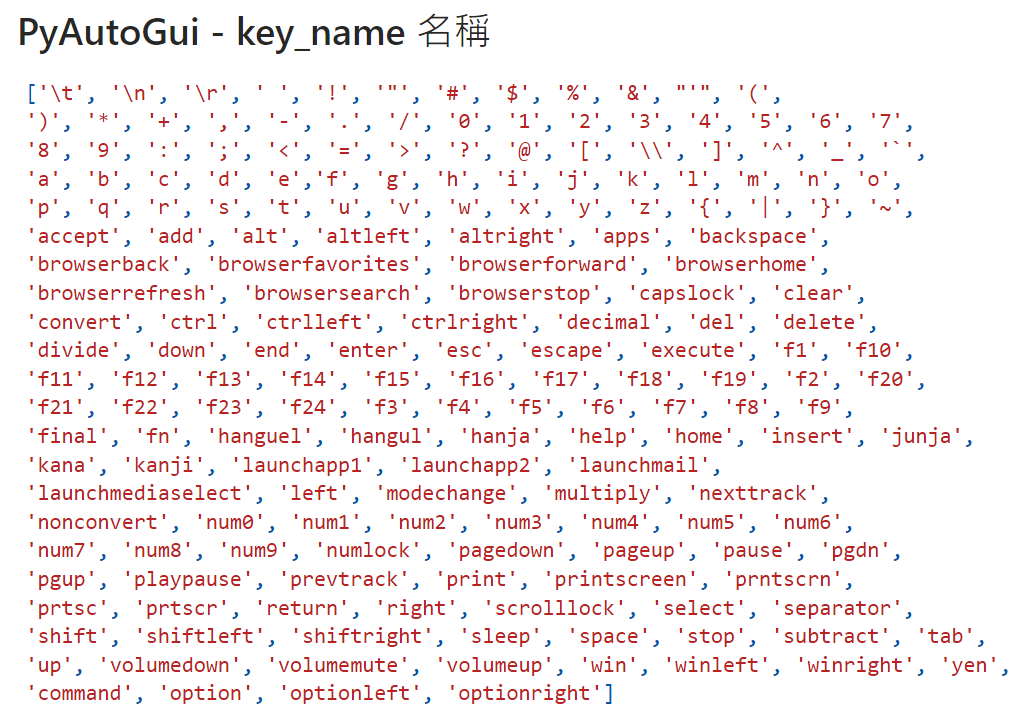 PyAutoGui - key_name 名稱
['\t', '\n', '\r', ' ', '!', '"', '#', '$', '%', '&', "'", '(',
')', '*', '+', ',', '-', '.', '/', '0', '1', '2', '3', '4', '5', '6', '7',
'8', '9', ':', ';', '<', '=', '>', '?', '@', '[', '\\', ']', '^', '_', '`',
'a', 'b', 'c', 'd', 'e','f', 'g', 'h', 'i', 'j', 'k', 'l', 'm', 'n', 'o',
'p', 'q', 'r', 's', 't', 'u', 'v', 'w', 'x', 'y', 'z', '{', '|', '}', '~',
'accept', 'add', 'alt', 'altleft', 'altright', 'apps', 'backspace',
'browserback', 'browserfavorites', 'browserforward', 'browserhome',
'browserrefresh', 'browsersearch', 'browserstop', 'capslock', 'clear',
'convert', 'ctrl', 'ctrlleft', 'ctrlright', 'decimal', 'del', 'delete',
'divide', 'down', 'end', 'enter', 'esc', 'escape', 'execute', 'f1', 'f10',
'f11', 'f12', 'f13', 'f14', 'f15', 'f16', 'f17', 'f18', 'f19', 'f2', 'f20',
'f21', 'f22', 'f23', 'f24', 'f3', 'f4', 'f5', 'f6', 'f7', 'f8', 'f9',
'final', 'fn', 'hanguel', 'hangul', 'hanja', 'help', 'home', 'insert', 'junja',
'kana', 'kanji', 'launchapp1', 'launchapp2', 'launchmail',
'launchmediaselect', 'left', 'modechange', 'multiply', 'nexttrack',
'nonconvert', 'num0', 'num1', 'num2', 'num3', 'num4', 'num5', 'num6',
'num7', 'num8', 'num9', 'numlock', 'pagedown', 'pageup', 'pause', 'pgdn',
'pgup', 'playpause', 'prevtrack', 'print', 'printscreen', 'prntscrn',
'prtsc', 'prtscr', 'return', 'right', 'scrolllock', 'select', 'separator',
'shift', 'shiftleft', 'shiftright', 'sleep', 'space', 'stop', 'subtract', 'tab',
'up', 'volumedown', 'volumemute', 'volumeup', 'win', 'winleft', 'winright', 'yen',
'command', 'option', 'optionleft', 'optionright']